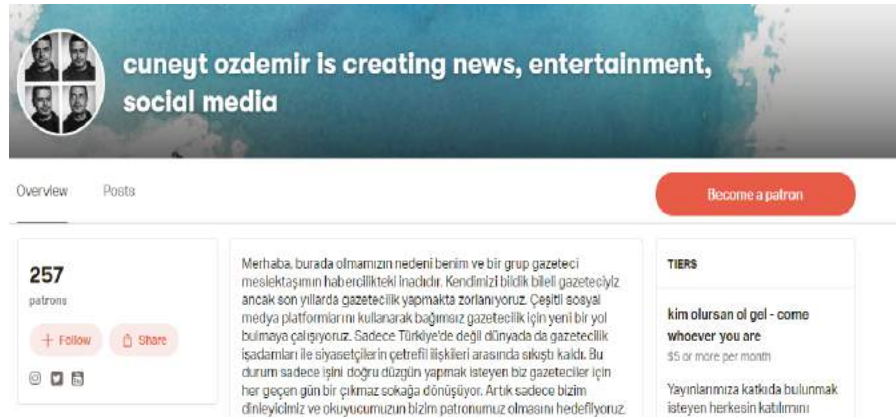 cuneyt ozdemir is creating news, entertainment,
social media
Overview
Posts
Become a patron
257
patrons
Follow
Share
Merhaba, burada olmamızın nedeni benim ve bir grup gazeteci
meslektaşımın habercilikteki inadıdır. Kendimizi bildik bileli gazeteciyiz
ancak son yıllarda gazetecilik yapmakta zorlanıyoruz. Çeşitli sosyal
medya platformlarını kullanarak bağımsız gazetecilik için yeni bir yol
bulmaya çalışıyoruz. Sadece Türkiye'de değil dünyada da gazetecilik
işadamları ile siyasetçilerin çetrefil ilişkileri arasında sıkıştı kaldı. Bu
durum sadece işini doğru düzgün yapmak isteyen biz gazeteciler için
her geçen gün bir çıkmaz sokağa dönüşüyor. Artık sadece bizim
dinleyicimiz ve okuyucumuzun bizim patronumuz olmasını hedefliyoruz.
TIERS
kim olursan ol gel - come
whoever you are
$5 or more per month
Yayınlarımıza katkıda bulunmak
isteyen herkesin katılımını